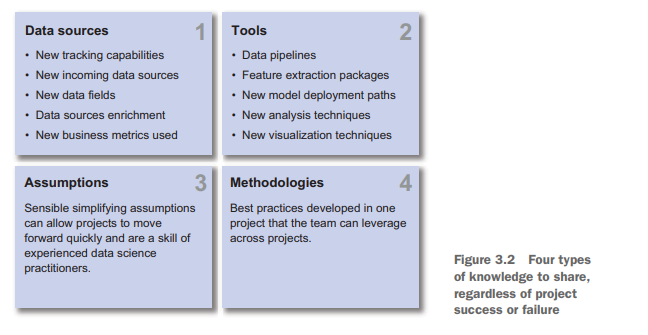 Data sources 1
• New tracking capabilities
• New incoming data sources
• New data fields
• Data sources enrichment
• New business metrics used
Tools 2
• Data pipelines
• Feature extraction packages
• New model deployment paths
• New analysis techniques
• New visualization techniques
Assumptions 3
Sensible simplifying assumptions
can allow projects to move
forward quickly and are a skill of
experienced data science
practitioners.
Methodologies 4
Best practices developed in one
project that the team can leverage
across projects.
Figure 3.2 Four types
of knowledge to share,
regardless of project
success or failure